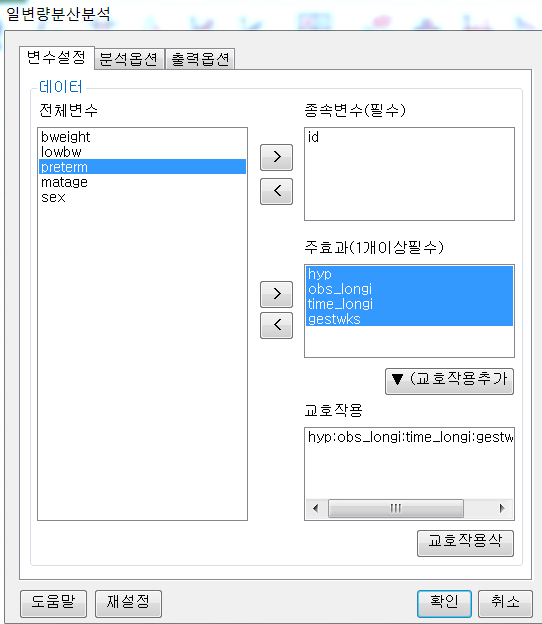 일변량분산분석
변수설정 분석옵션 출력옵션
데이터
전체변수
bweight
lowbw
preterm
matage
sex
>
<
종속변수(필수)
id
주효과(1개이상필수)
>
<
hyp
obs_longi
time_longi
gestwks
▼ (교호작용추가
교호작용
hyp:obs_longi:time_longi:gestw
교호작용삭
도움말 재설정 확인 취소